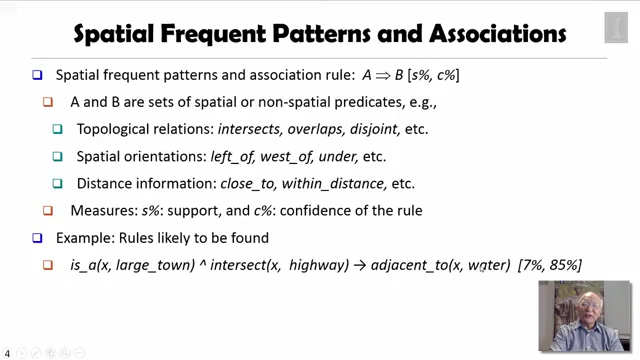 Spatial Frequent Patterns and Associations
Spatial frequent patterns and association rule: A ⇒ B [s%, c%]
A and B are sets of spatial or non-spatial predicates, e.g.,
Topological relations: intersects, overlaps, disjoint, etc.
Spatial orientations: left_of, west_of, under, etc.
Distance information: close_to, within_distance, etc.
Measures: s%: support, and c%: confidence of the rule
Example: Rules likely to be found
is_a(x, large_town) ^ intersect(x, highway) → adjacent_to(x, water) [7%, 85%]
4